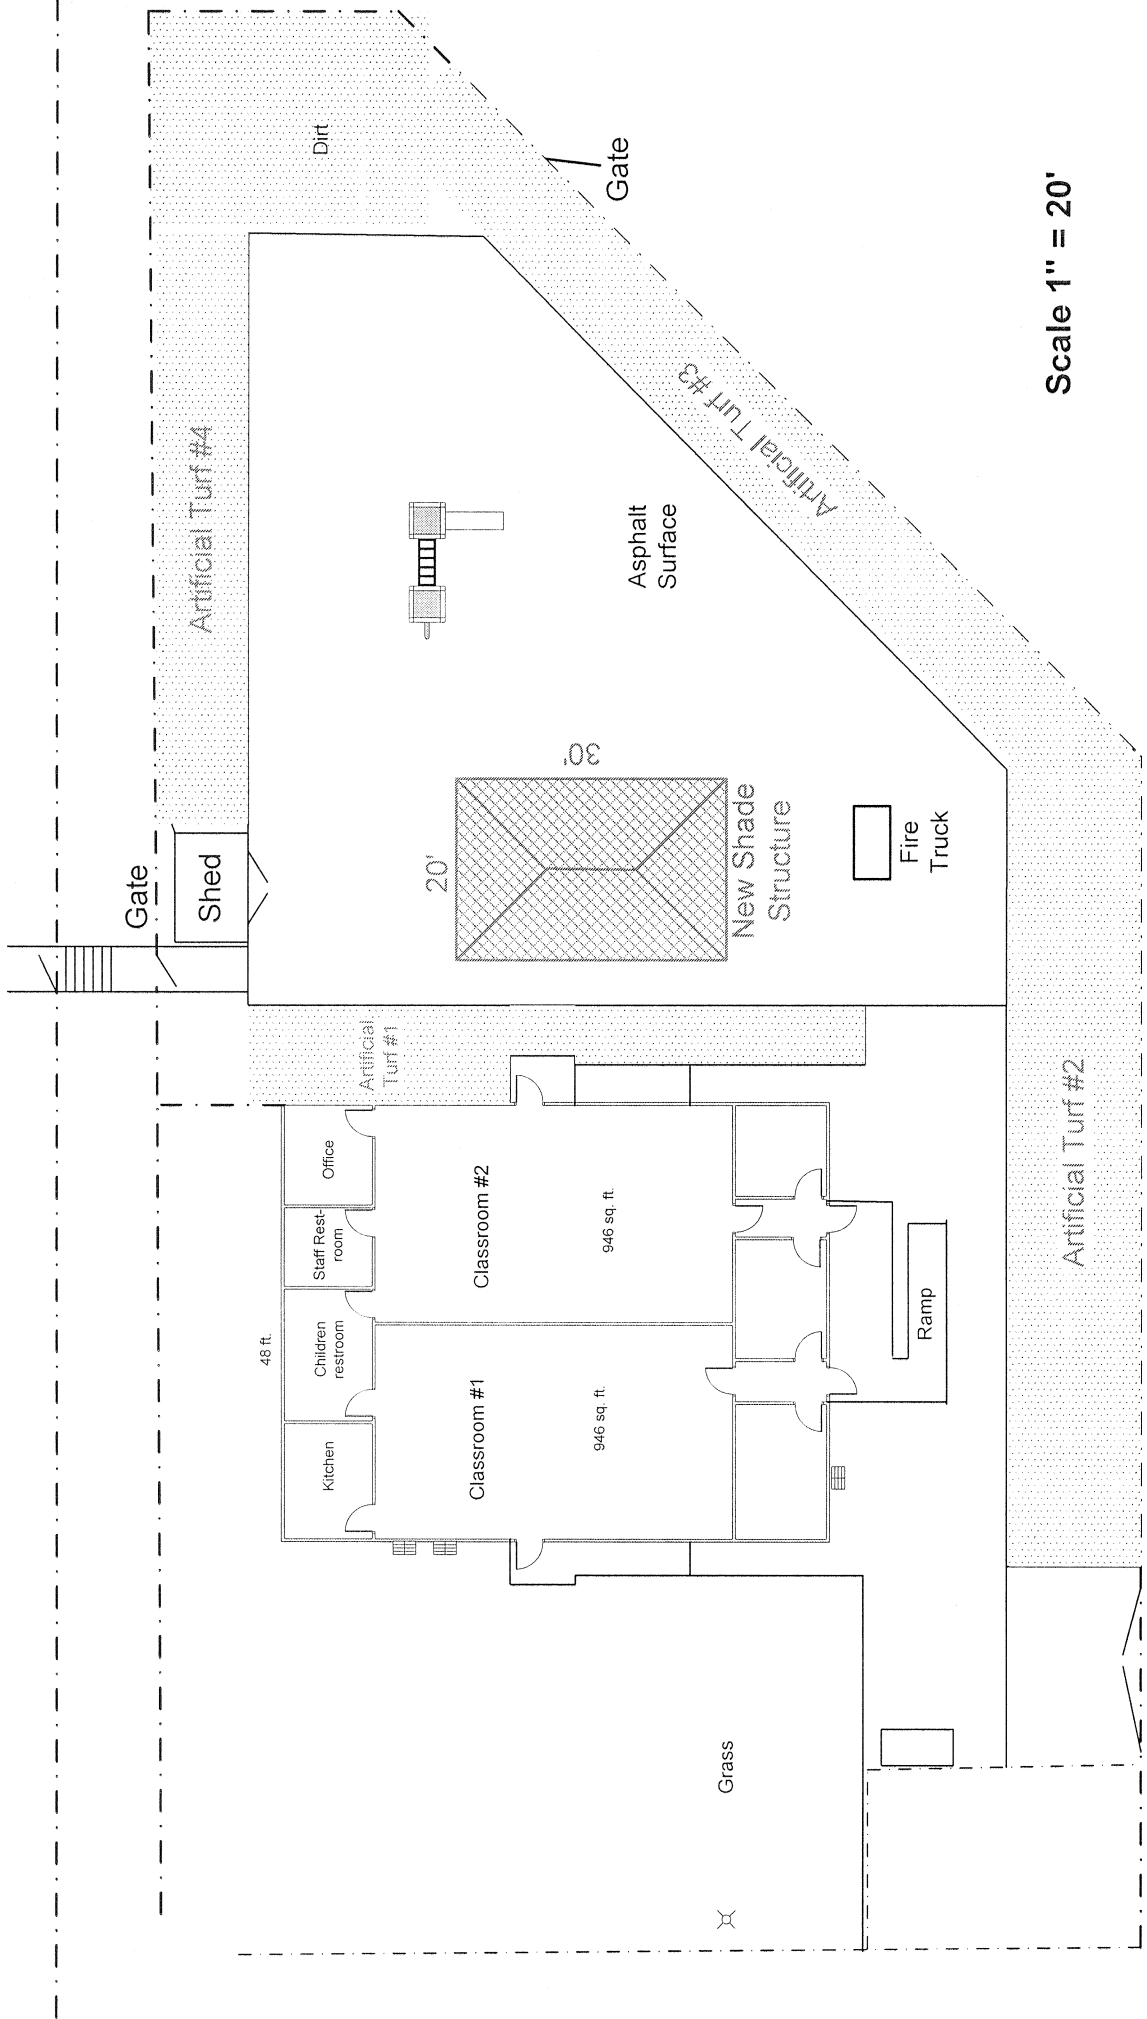 Dirt
Gate
Scale 1" = 20'
Artificial Turf #4
Artificial Turf #3
Asphalt
Surface
Gate
Shed
20'
30'
New Shade
Structure
Fire
Truck
Artificial
Turf #1
Office
Staff Rest-
room
Children
restroom
Kitchen
48 ft.
Classroom #2
946 sq. ft.
Classroom #1
946 sq. ft.
Ramp
Artificial Turf #2
Grass